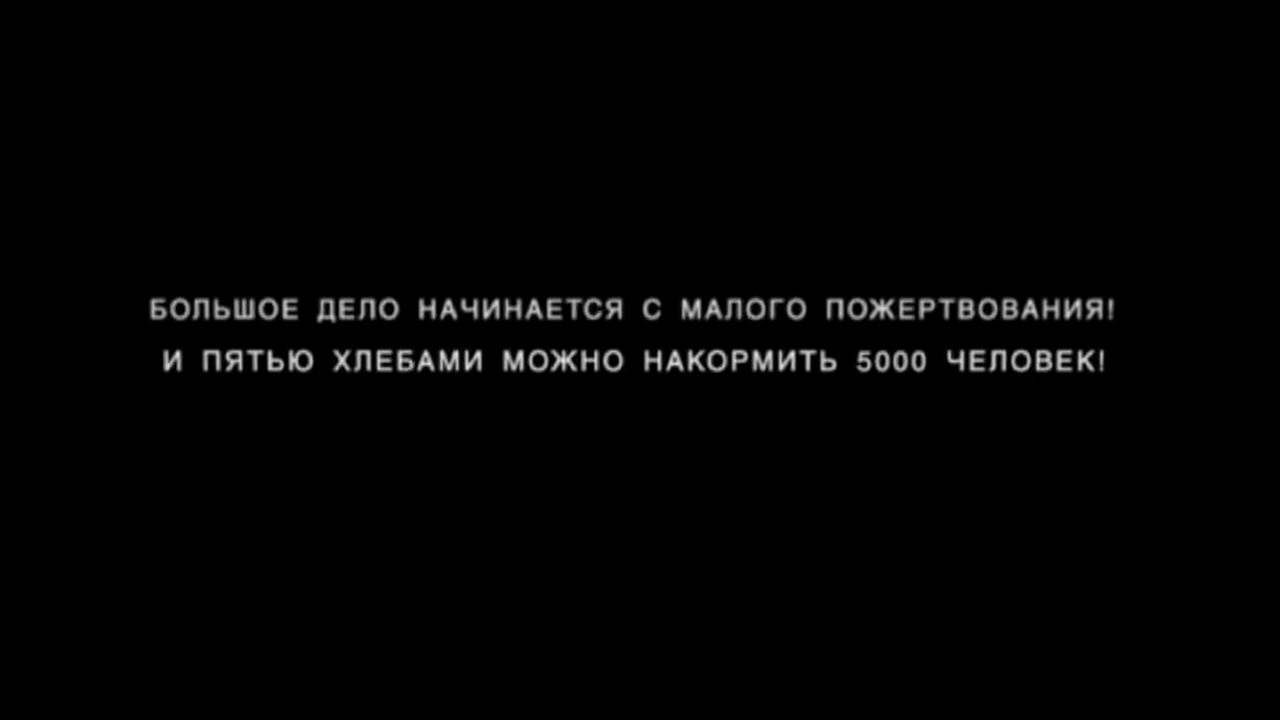 БОЛЬШОЕ ДЕЛО НАЧИНАЕТСЯ С МАЛОГО ПОЖЕРТВОВАНИЯ!
И ПЯТЬЮ ХЛЕБАМИ МОЖНО НАКОРМИТЬ 5000 ЧЕЛОВЕК!